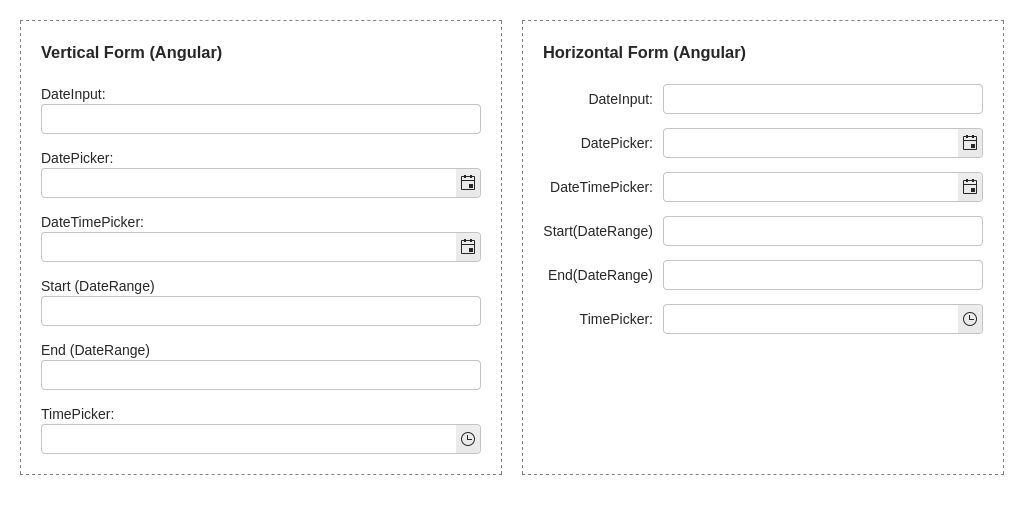 Vertical Form (Angular)
DateInput:
DatePicker:
DateTimePicker:
Start (DateRange)
End (DateRange)
TimePicker:
Horizontal Form (Angular)
DateInput:
DatePicker:
DateTimePicker:
Start(DateRange)
End(DateRange)
TimePicker: